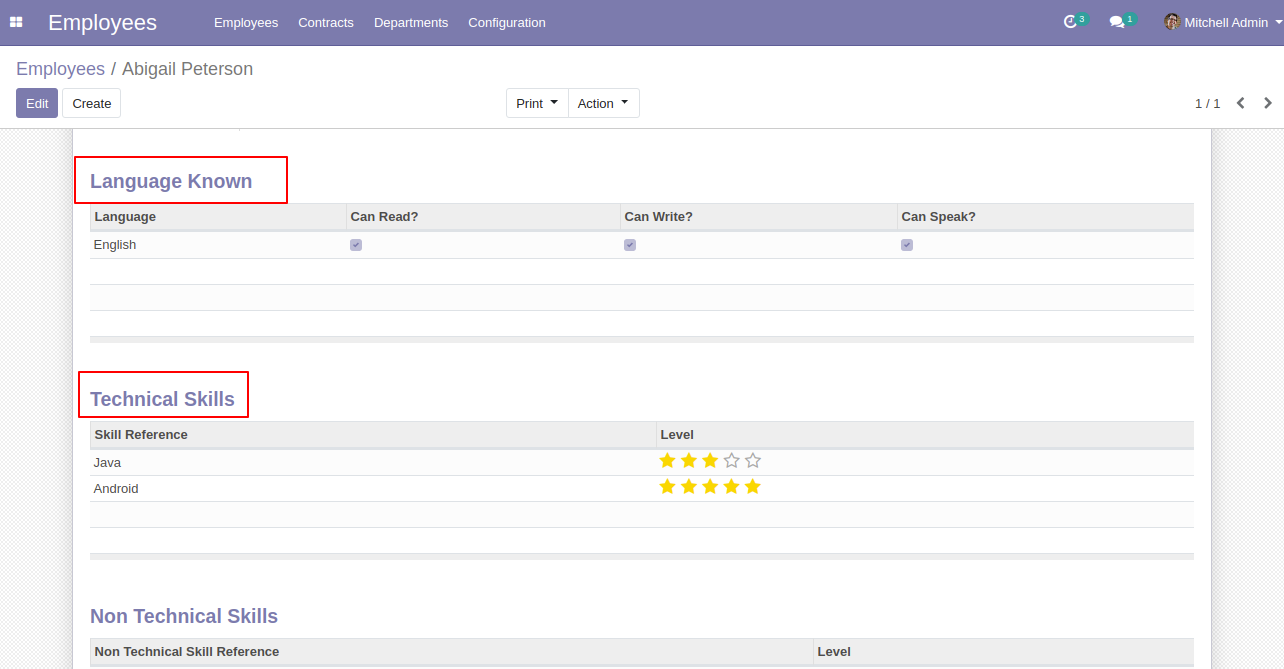 Employees Employees Contracts Departments Configuration 3 1 Mitchell Admin
Employees / Abigail Peterson
Edit Create Print Action 1 / 1
Language Known
Language Can Read? Can Write? Can Speak?
English
Technical Skills
Skill Reference Level
Java
Android
Non Technical Skills
Non Technical Skill Reference Level